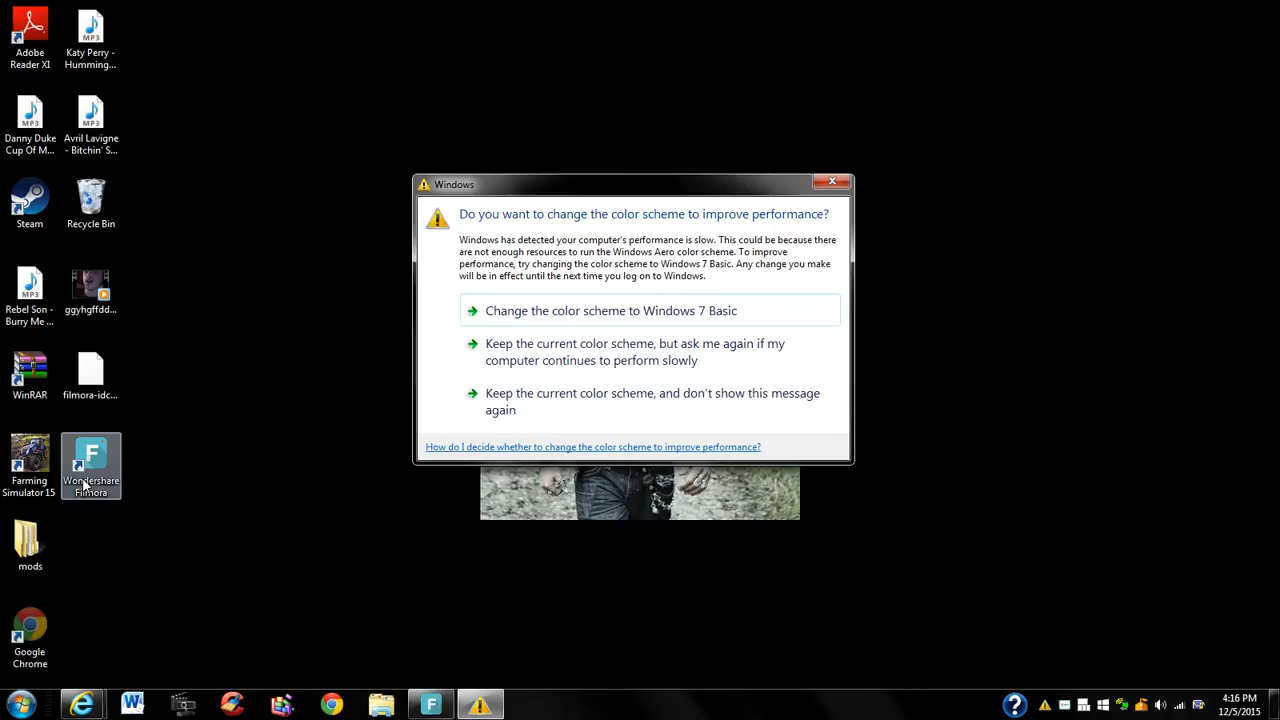 Adobe
Reader XI
Katy Perry -
Humming...
MP3
MP3
Danny Duke
Cup Of M...
MP3
Avril Lavigne
- Bitchin' S...
Steam
Recycle Bin
MP3
Rebel Son -
Burry Me ...
ggyhgffdd...
WinRAR
filmora-idc...
Farming
Simulator 15
F
Wondershare
Filmora
mods
Google
Chrome
Windows
Do you want to change the color scheme to improve performance?
Windows has detected your computer's performance is slow. This could be because there
are not enough resources to run the Windows Aero color scheme. To improve
performance, try changing the color scheme to Windows 7 Basic. Any change you make
will be in effect until the next time you log on to Windows.
Change the color scheme to Windows 7 Basic
Keep the current color scheme, but ask me again if my
computer continues to perform slowly
Keep the current color scheme, and don't show this message
again
How do I decide whether to change the color scheme to improve performance?
F
4:16 PM
12/5/2015